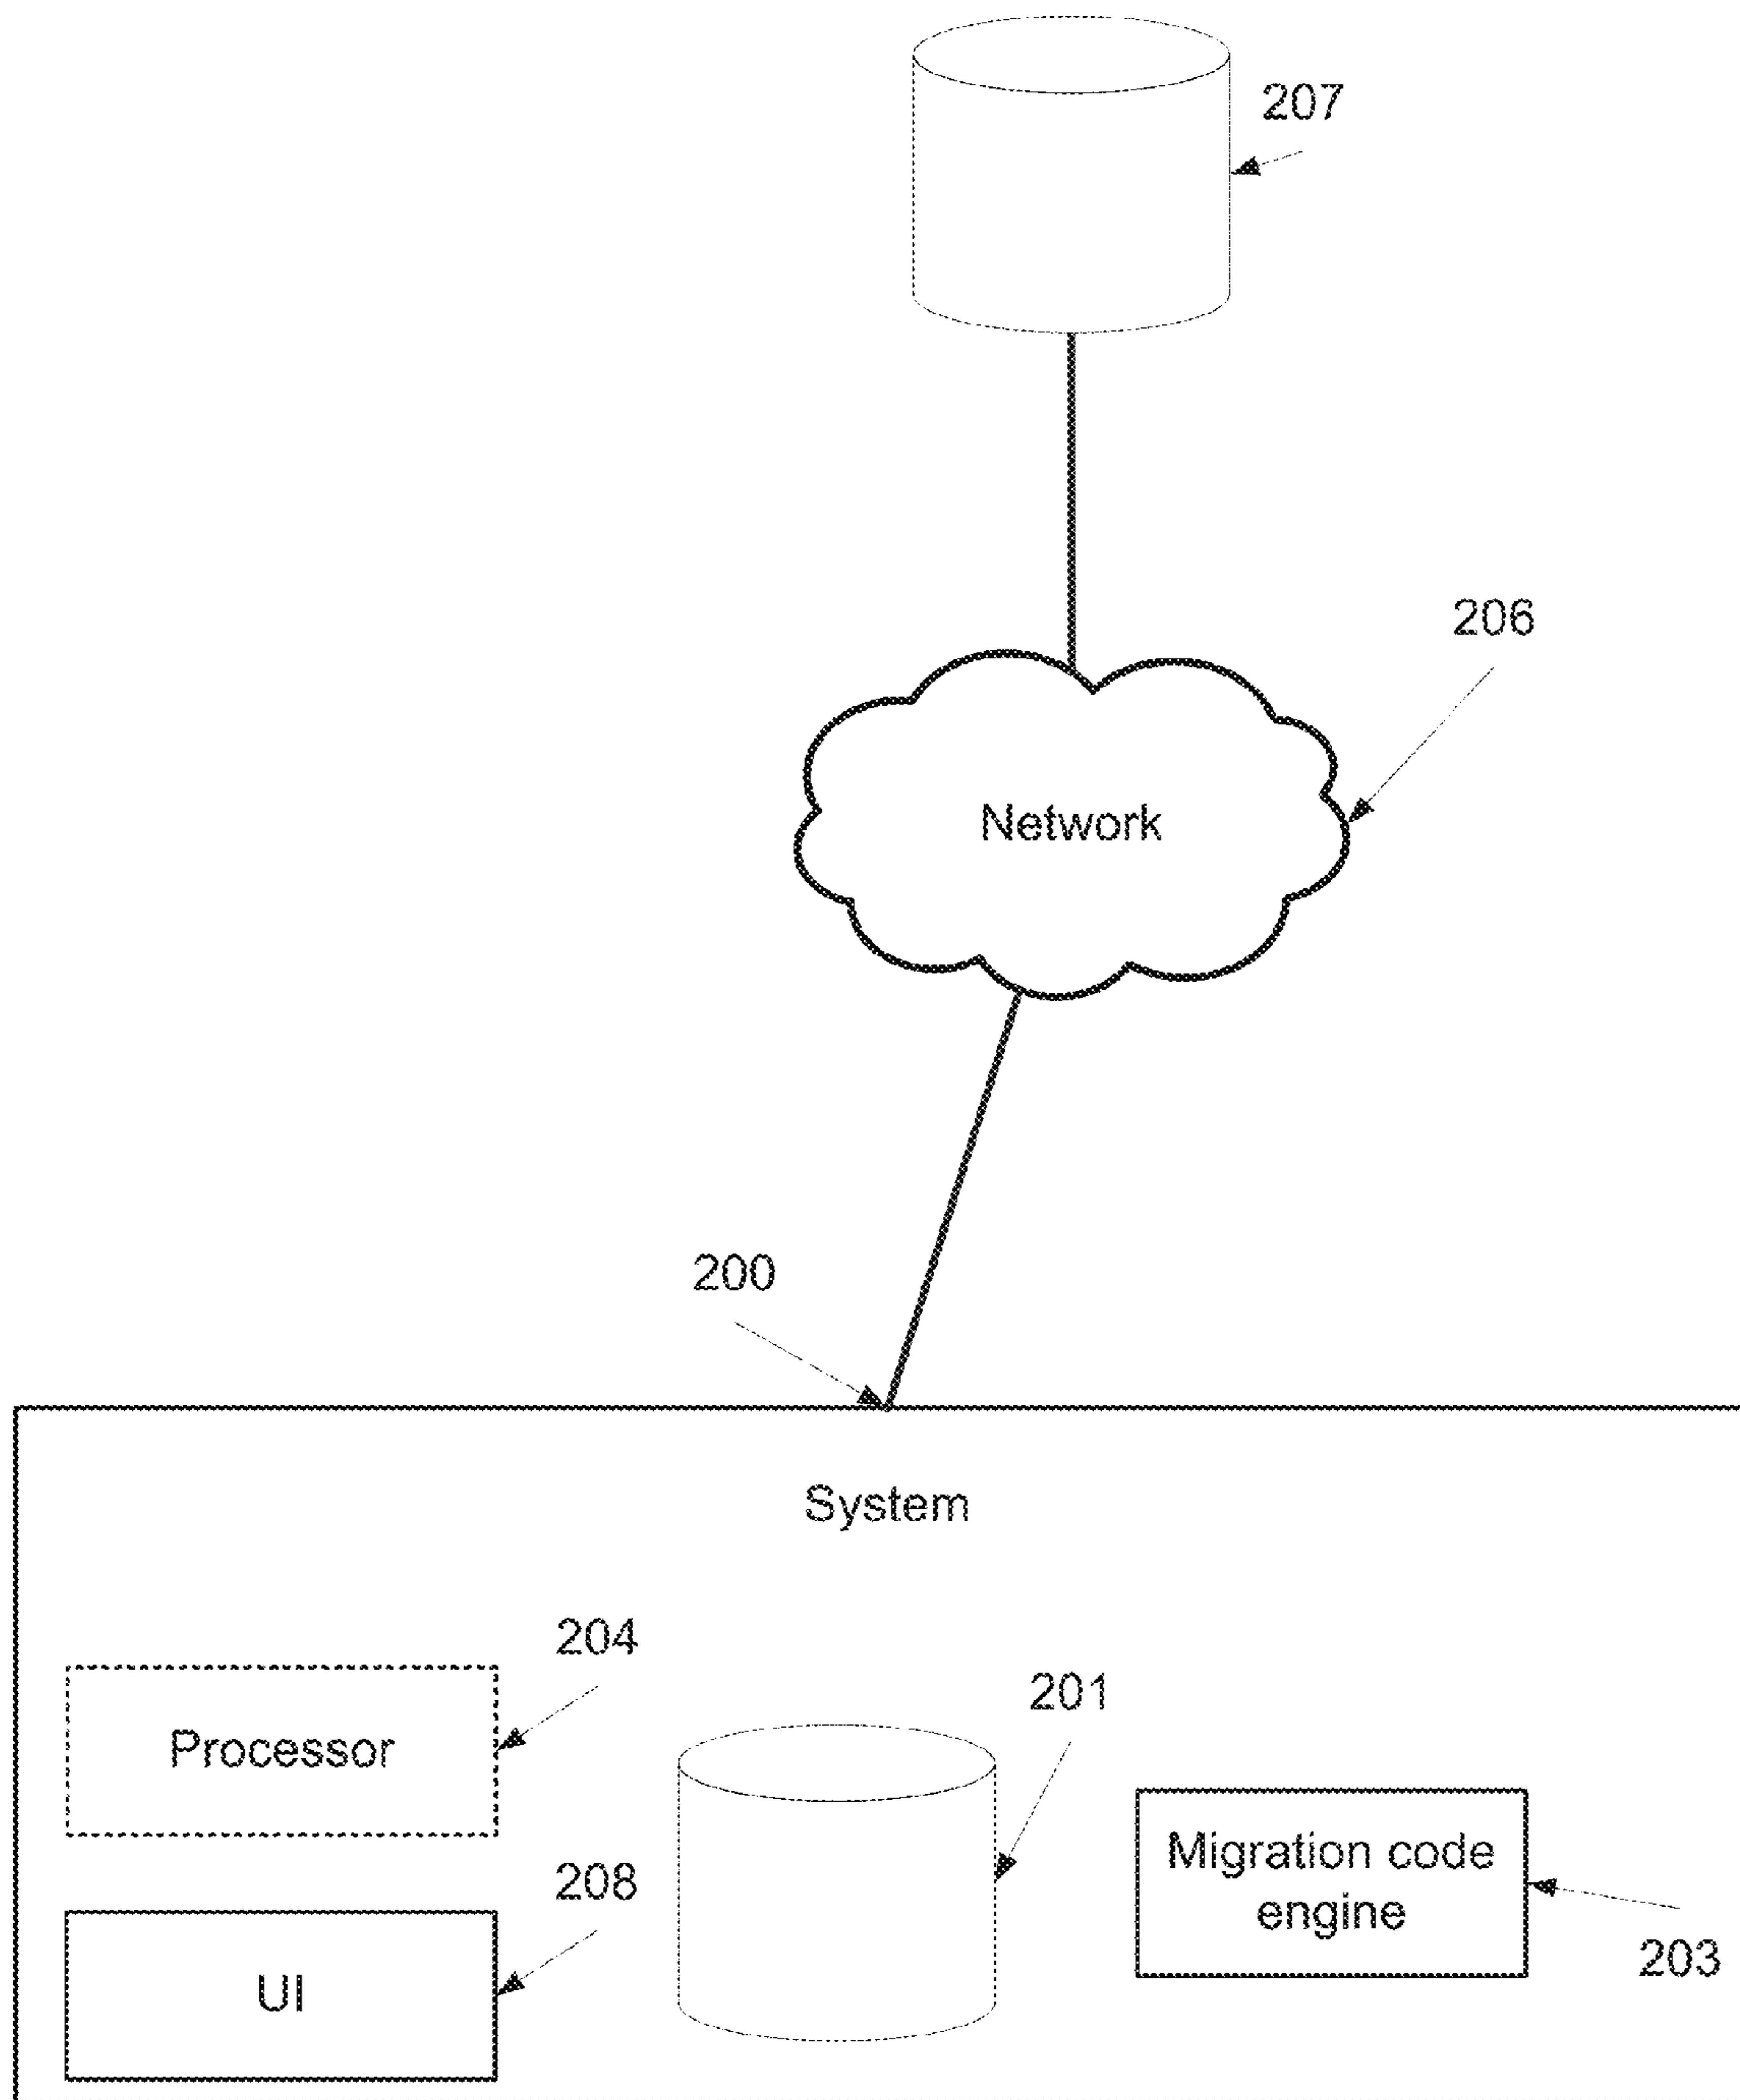 207
206
Network
200
System
204
Processor
201
Migration code
engine
208
UI
203